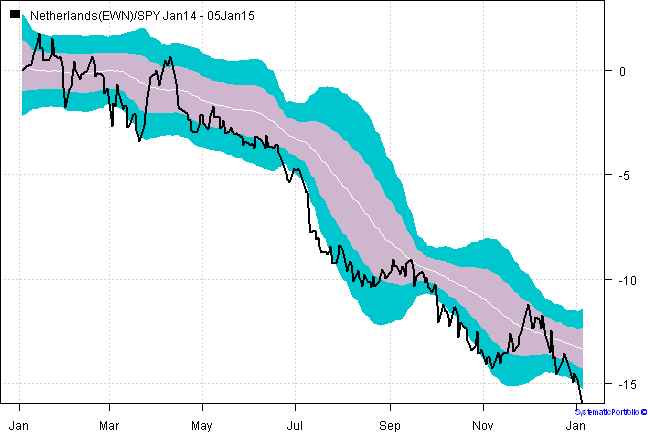 Netherlands(EWN)/SPY Jan14 - 05Jan15
0
-5
-10
-15
Jan Mar May Jul Sep Nov Jan
SystematicPortfolio ©